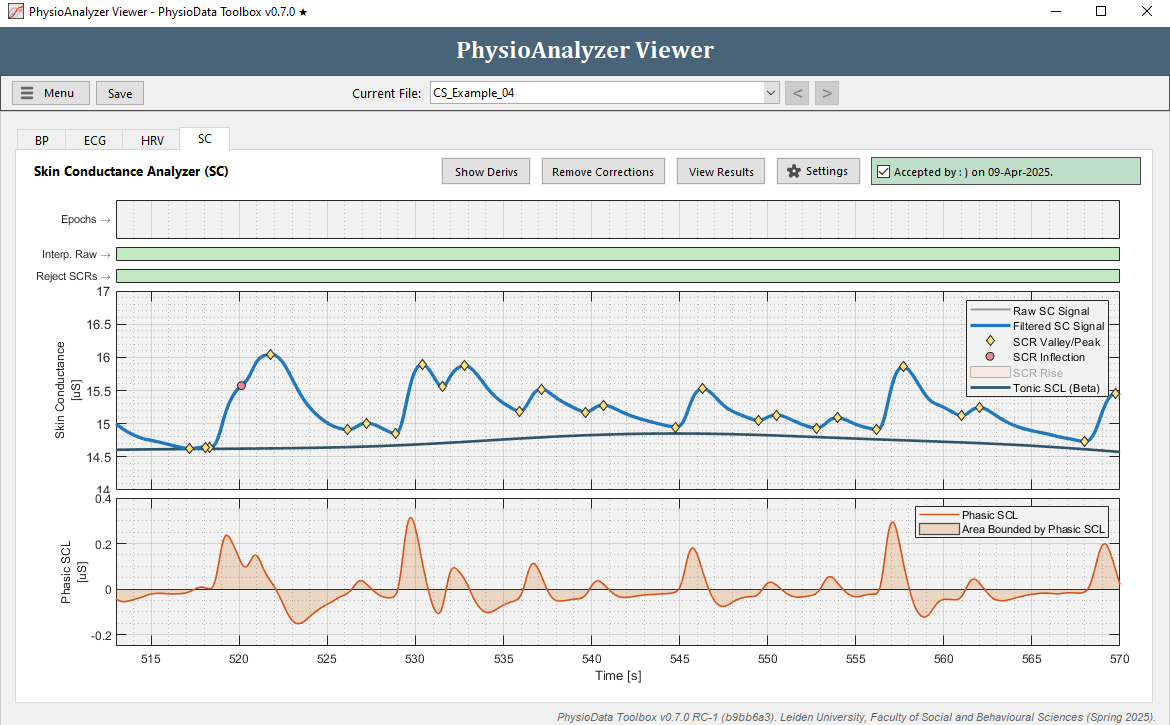 PhysioAnalyzer Viewer - PhysioData Toolbox v0.7.0 ★
PhysioAnalyzer Viewer
Menu Save Current File: CS_Example_04 < >
BP ECG HRV SC
Skin Conductance Analyzer (SC) Show Derivs Remove Corrections View Results Settings Accepted by : ) on 09-Apr-2025.
Epochs →
Interp. Raw →
Reject SCRs →
17
16.5
16
15.5
15
14.5
14
Skin Conductance
[uS]
Raw SC Signal
Filtered SC Signal
SCR Valley/Peak
SCR Inflection
SCR Rise
Tonic SCL (Beta)
0.4
0.2
0
-0.2
Phasic SCL
[uS]
Phasic SCL
Area Bounded by Phasic SCL
515 520 525 530 535 540 545 550 555 560 565 570
Time [s]
PhysioData Toolbox v0.7.0 RC-1 (b9bb6a3). Leiden University, Faculty of Social and Behavioural Sciences (Spring 2025).